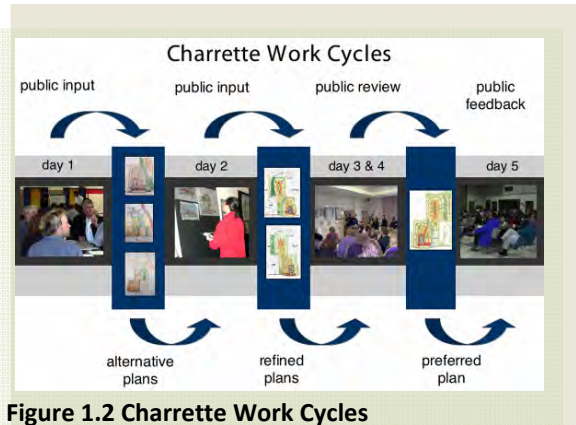 Charrette Work Cycles
public input
public input
public review
public
feedback
day 1
day 2
day 3 & 4
day 5
alternative
plans
refined
plans
preferred
plan
Figure 1.2 Charrette Work Cycles